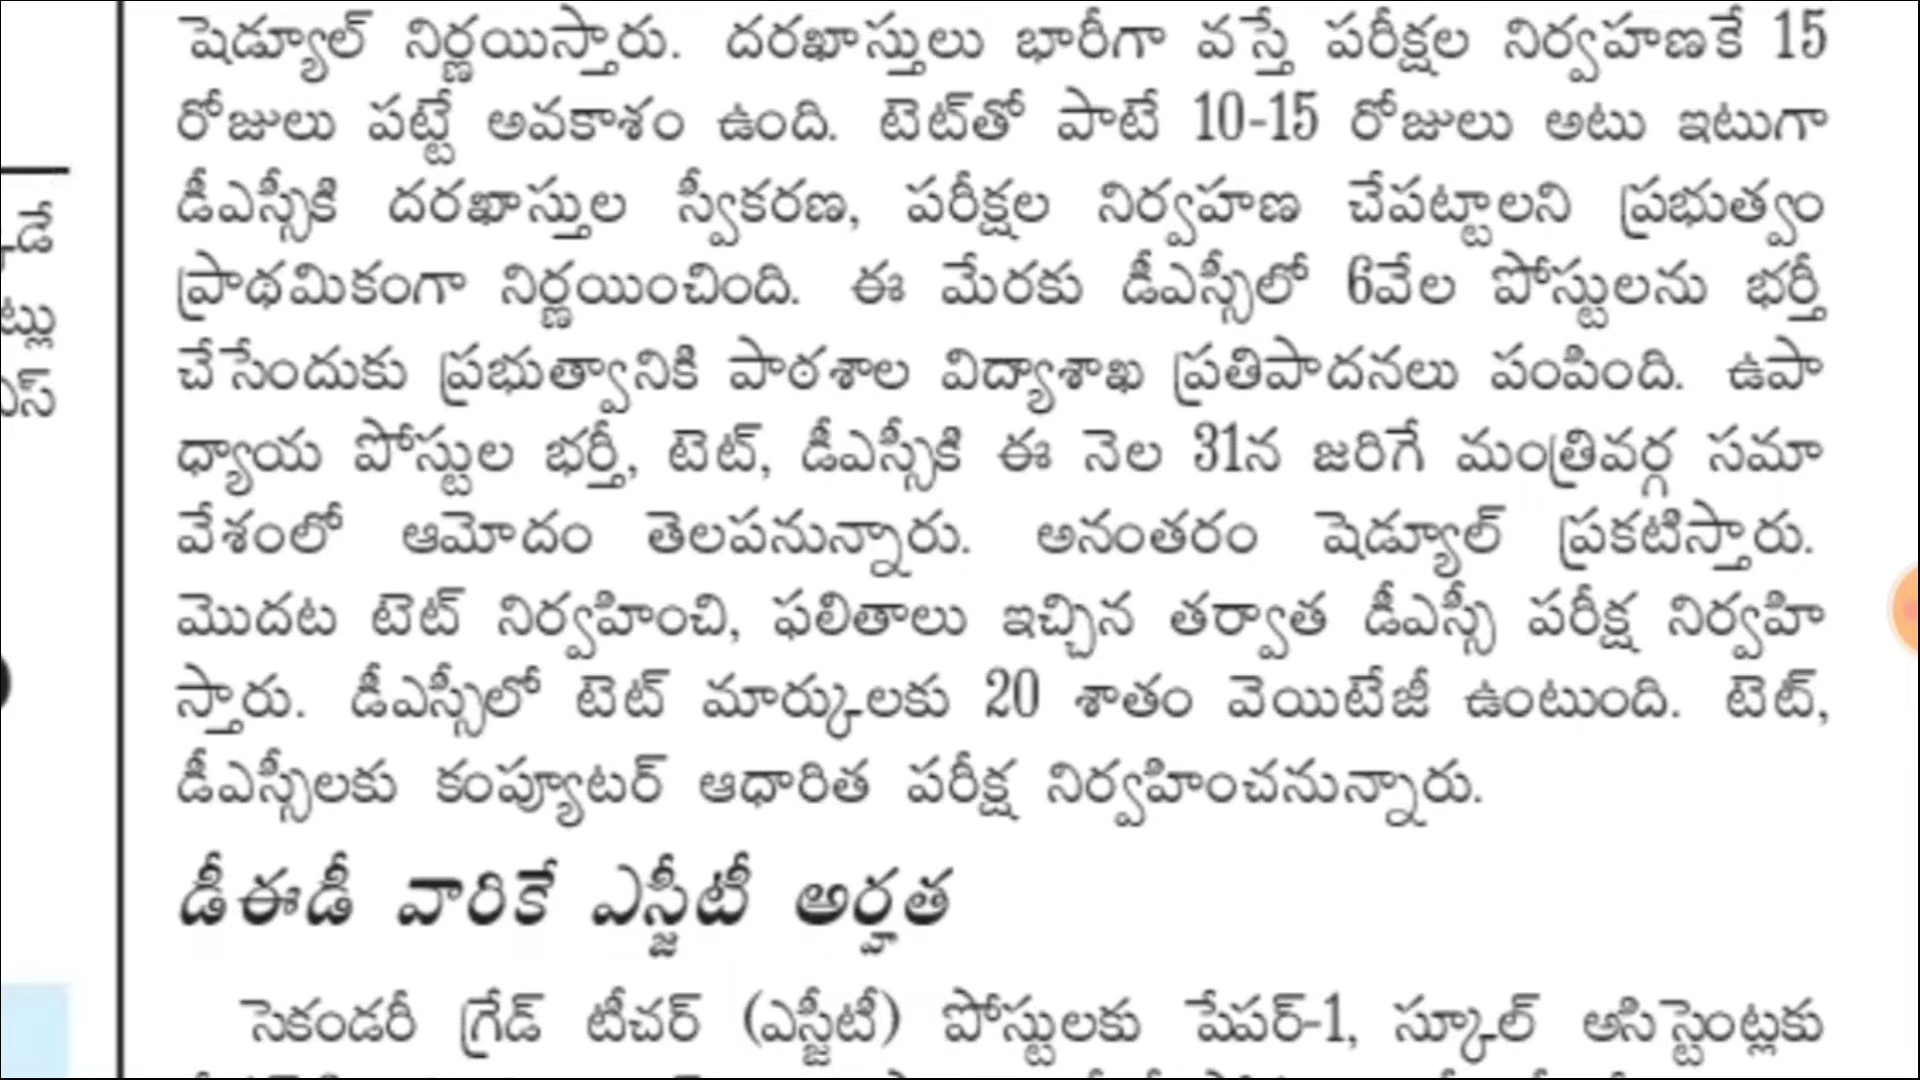 షెడ్యూల్ నిర్ణయిస్తారు. దరఖాస్తులు భారీగా వస్తే పరీక్షల నిర్వహణకే 15
రోజులు పట్టే అవకాశం ఉంది. టెట్‌తో పాటే 10-15 రోజులు అటు ఇటుగా
డీఎస్సీకి దరఖాస్తుల స్వీకరణ, పరీక్షల నిర్వహణ చేపట్టాలని ప్రభుత్వం
ప్రాథమికంగా నిర్ణయించింది. ఈ మేరకు డీఎస్సీలో 6వేల పోస్టులను భర్తీ
చేసేందుకు ప్రభుత్వానికి పాఠశాల విద్యాశాఖ ప్రతిపాదనలు పంపింది. ఉపా
ధ్యాయ పోస్టుల భర్తీ, టెట్, డీఎస్సీకి ఈ నెల 31న జరిగే మంత్రివర్గ సమా
వేశంలో ఆమోదం తెలపనున్నారు. అనంతరం షెడ్యూల్ ప్రకటిస్తారు.
మొదట టెట్ నిర్వహించి, ఫలితాలు ఇచ్చిన తర్వాత డీఎస్సీ పరీక్ష నిర్వహి
స్తారు. డీఎస్సీలో టెట్ మార్కులకు 20 శాతం వెయిటేజీ ఉంటుంది. టెట్,
డీఎస్సీలకు కంప్యూటర్ ఆధారిత పరీక్ష నిర్వహించనున్నారు.
డీఈడీ వారికే ఎస్జీటీ అర్హత
సెకండరీ గ్రేడ్ టీచర్ (ఎస్జీటీ) పోస్టులకు పేపర్-1, స్కూల్ అసిస్టెంట్లకు